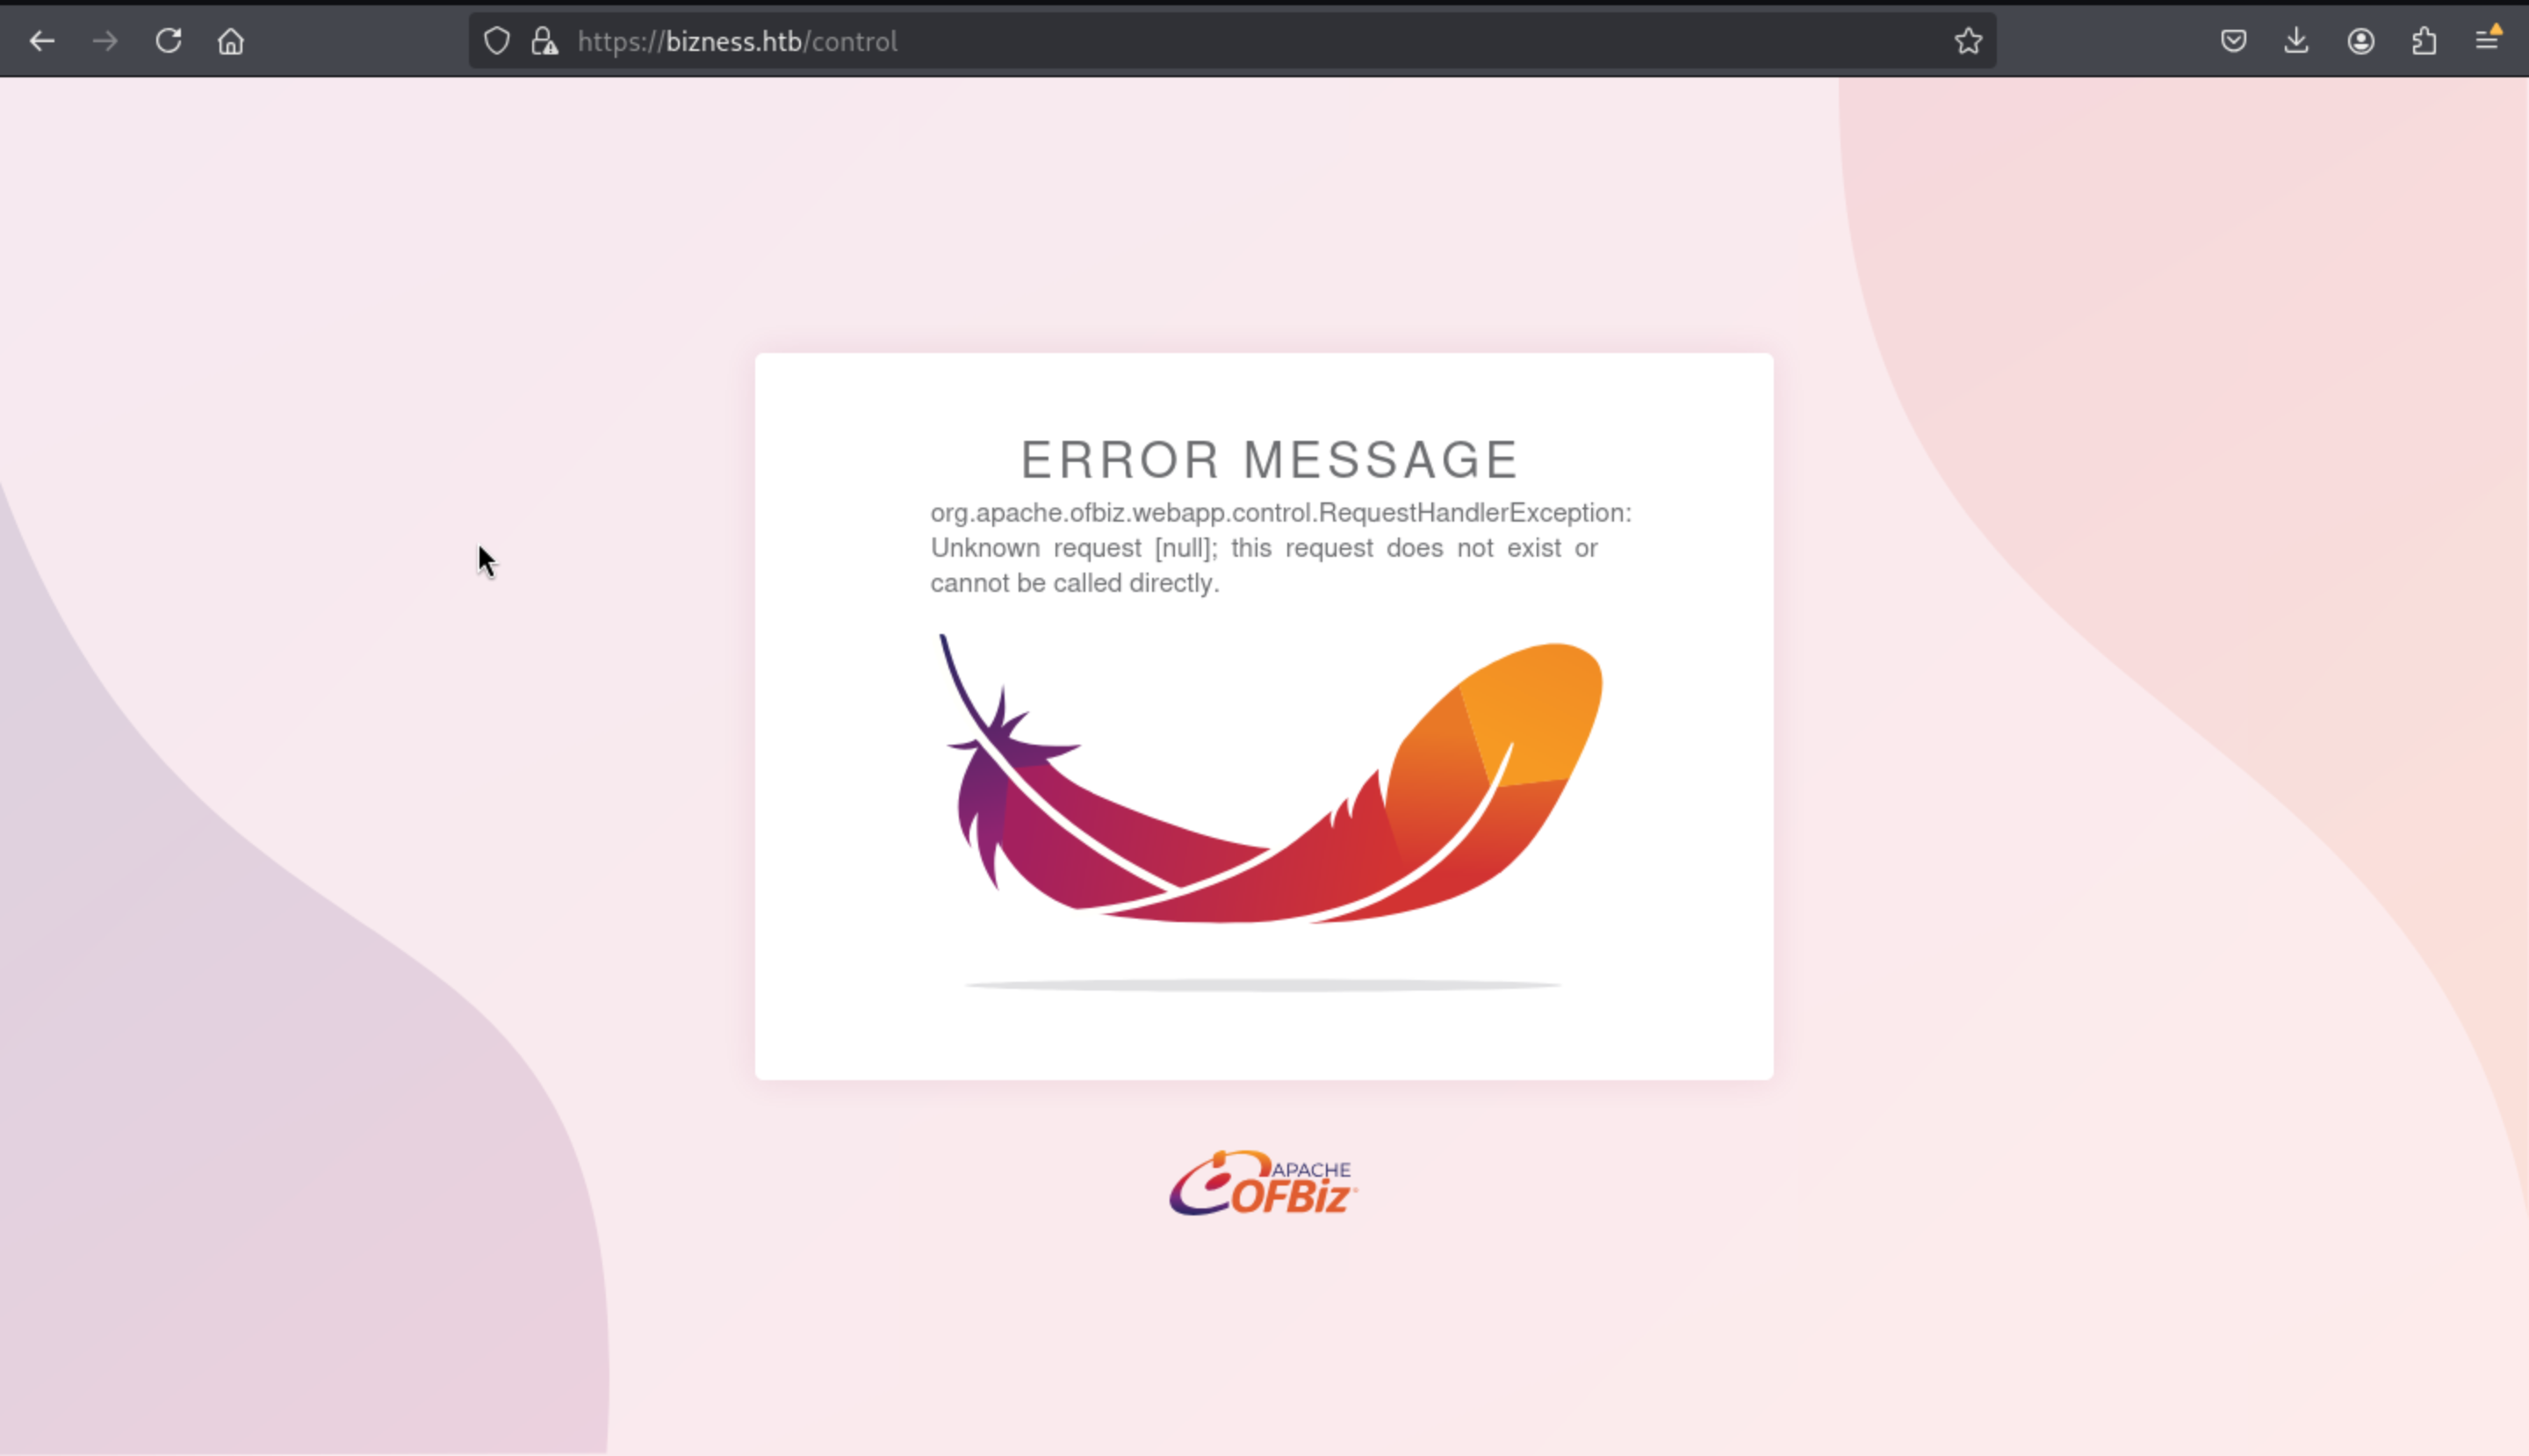 https://bizness.htb/control
ERROR MESSAGE
org.apache.ofbiz.webapp.control.RequestHandlerException:
Unknown request [null]; this request does not exist or
cannot be called directly.
APACHE
OFBiz